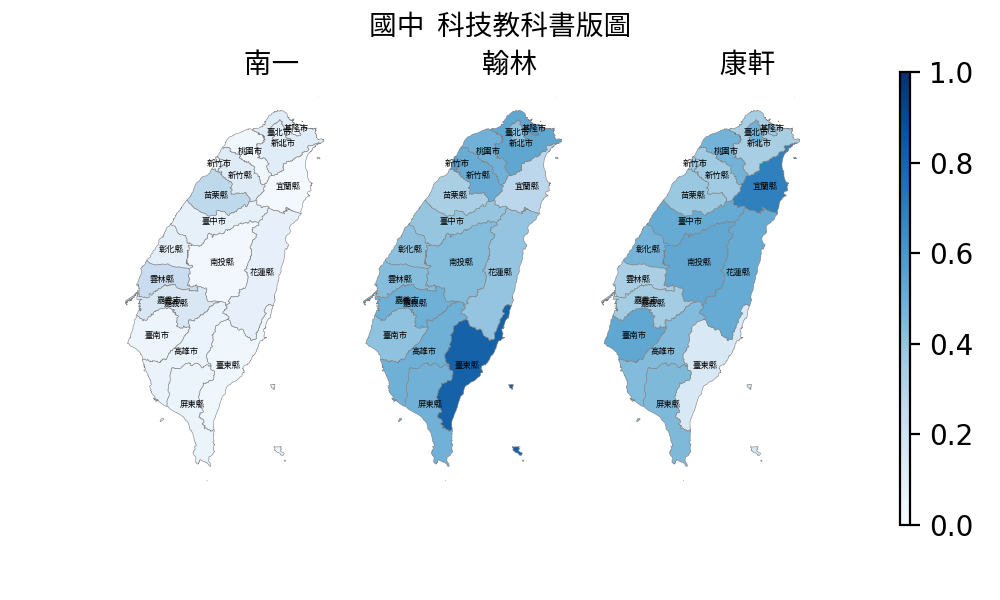 國中 科技教科書版圖
南一
翰林
康軒
臺北市
基隆市
新北市
桃園市
新竹市
新竹縣
宜蘭縣
苗栗縣
臺中市
彰化縣
南投縣
花蓮縣
雲林縣
嘉義縣
臺南市
高雄市
臺東縣
屏東縣
臺北市
基隆市
新北市
桃園市
新竹市
新竹縣
宜蘭縣
苗栗縣
臺中市
彰化縣
南投縣
花蓮縣
雲林縣
嘉義縣
臺南市
高雄市
臺東縣
屏東縣
臺北市
基隆市
新北市
桃園市
新竹市
新竹縣
宜蘭縣
苗栗縣
臺中市
彰化縣
南投縣
花蓮縣
雲林縣
嘉義縣
臺南市
高雄市
臺東縣
屏東縣
1.0
0.8
0.6
0.4
0.2
0.0